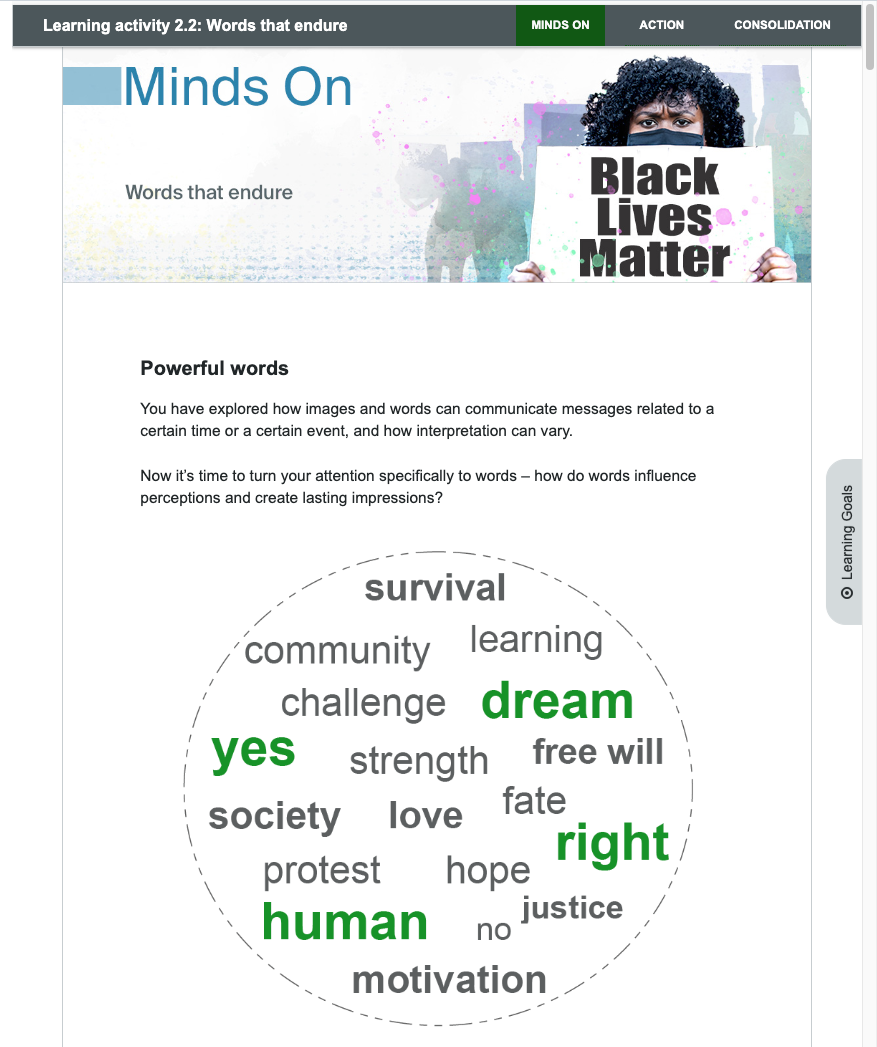 Learning activity 2.2: Words that endure
MINDS ON
ACTION
CONSOLIDATION
Minds On
Words that endure
Black
Lives
Matter
Powerful words
You have explored how images and words can communicate messages related to a
certain time or a certain event, and how interpretation can vary.
Now it’s time to turn your attention specifically to words – how do words influence
perceptions and create lasting impressions?
Learning Goals
survival
community
learning
challenge
dream
yes
strength
free will
society
love
fate
right
protest
hope
human
no
justice
motivation